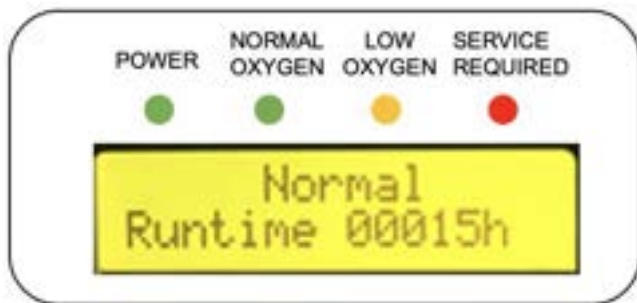 POWER
NORMAL OXYGEN
LOW OXYGEN
SERVICE REQUIRED
Normal
Runtime 00015h